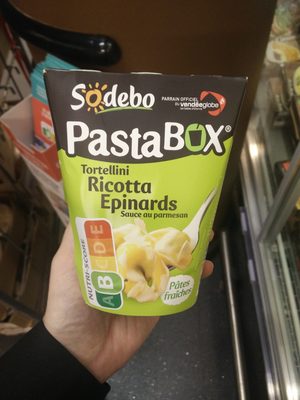 Sodebo
PARRAIN OFFICIEL
du vendéeglobe
PastaBOX®
Tortellini
Ricotta
Epinards
Sauce au parmesan
NUTRI-SCORE
A B C D E
Pâtes
fraîches